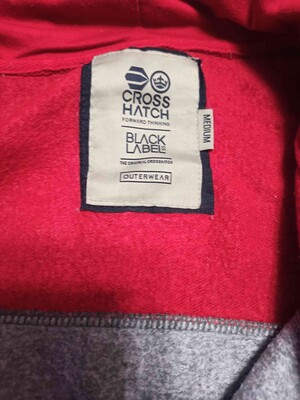 CROSS
HATCH
FORWARD THINKING
BLACK
LABEL
THE ORIGINAL CROSSHATCH
OUTERWEAR
MEDIUM